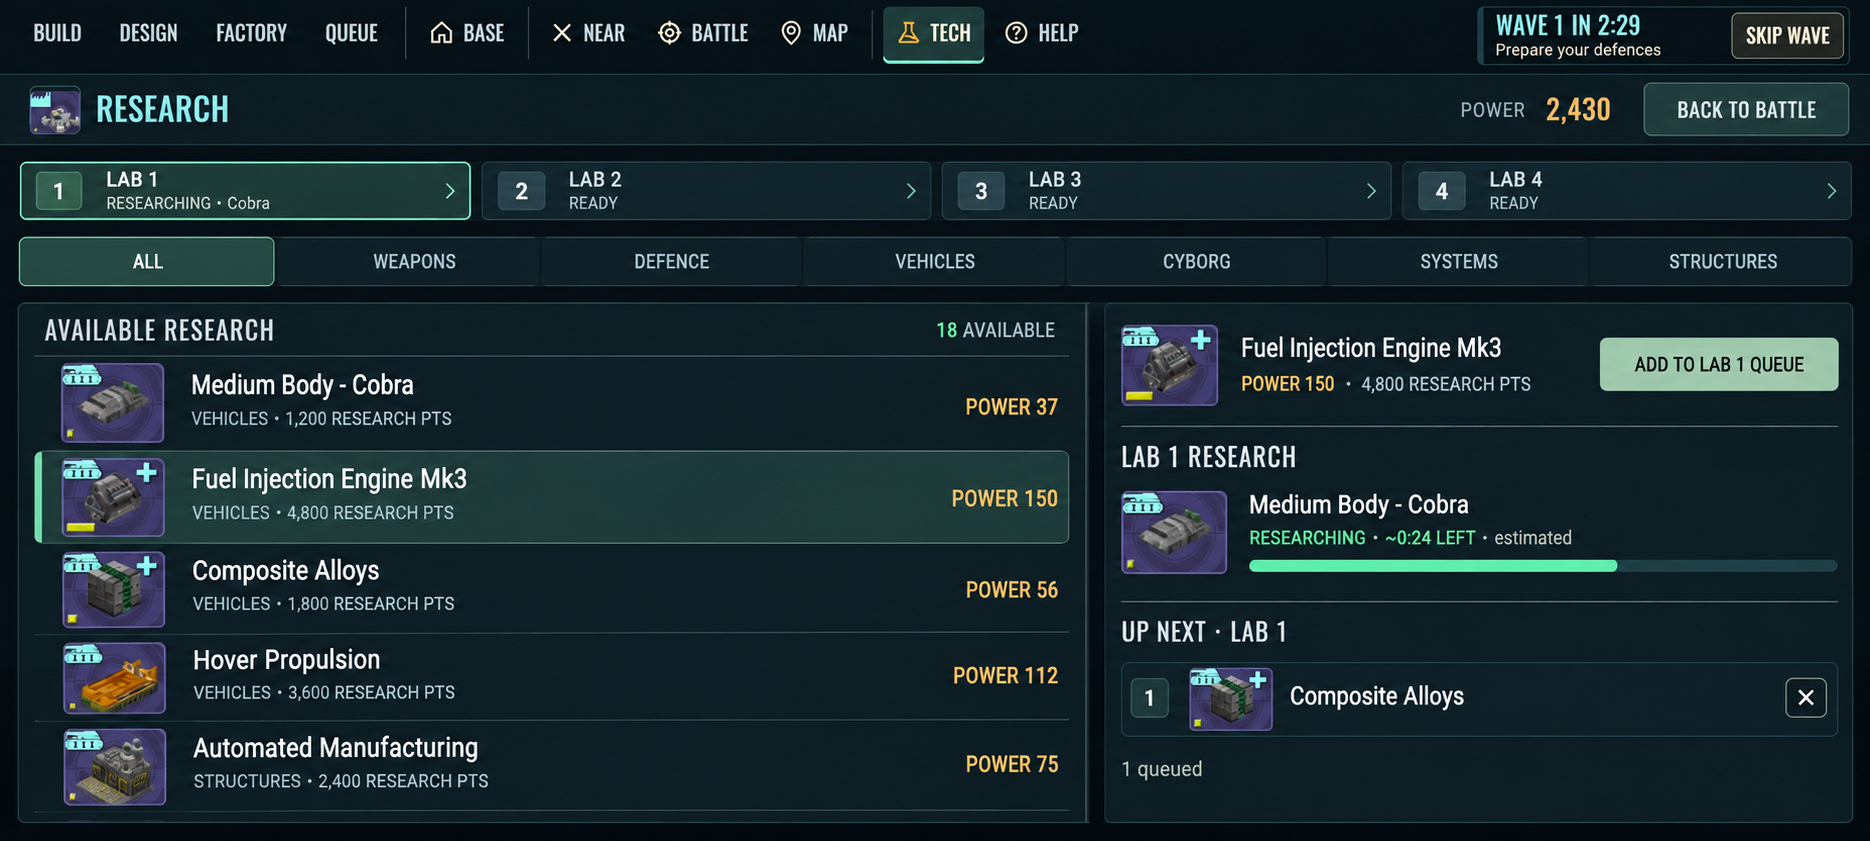 BUILD DESIGN FACTORY QUEUE BASE NEAR BATTLE MAP TECH HELP
WAVE 1 IN 2:29
Prepare your defences
SKIP WAVE
RESEARCH
POWER 2,430
BACK TO BATTLE
1 LAB 1
RESEARCHING • Cobra
2 LAB 2
READY
3 LAB 3
READY
4 LAB 4
READY
ALL WEAPONS DEFENCE VEHICLES CYBORG SYSTEMS STRUCTURES
AVAILABLE RESEARCH
18 AVAILABLE
Medium Body - Cobra
VEHICLES • 1,200 RESEARCH PTS
POWER 37
Fuel Injection Engine Mk3
VEHICLES • 4,800 RESEARCH PTS
POWER 150
Composite Alloys
VEHICLES • 1,800 RESEARCH PTS
POWER 56
Hover Propulsion
VEHICLES • 3,600 RESEARCH PTS
POWER 112
Automated Manufacturing
STRUCTURES • 2,400 RESEARCH PTS
POWER 75
Fuel Injection Engine Mk3
POWER 150 • 4,800 RESEARCH PTS
ADD TO LAB 1 QUEUE
LAB 1 RESEARCH
Medium Body - Cobra
RESEARCHING • ~0:24 LEFT • estimated
UP NEXT · LAB 1
1 Composite Alloys
1 queued